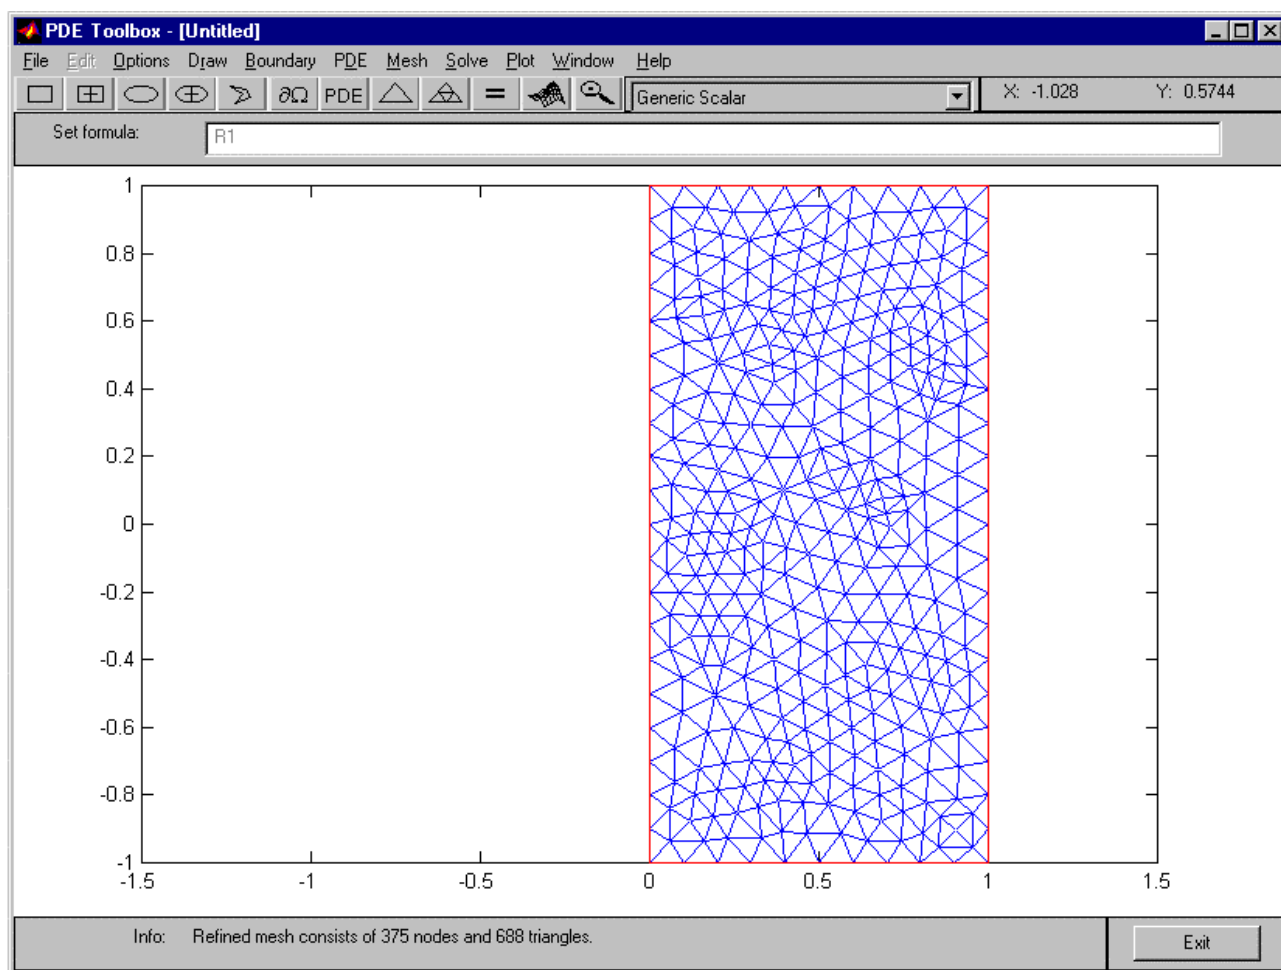 PDE Toolbox - [Untitled]
File Edit Options Draw Boundary PDE Mesh Solve Plot Window Help
∂Ω PDE = Generic Scalar X: -1.028 Y: 0.5744
Set formula: R1
1
0.8
0.6
0.4
0.2
0
-0.2
-0.4
-0.6
-0.8
-1
-1.5 -1 -0.5 0 0.5 1 1.5
Info: Refined mesh consists of 375 nodes and 688 triangles. Exit